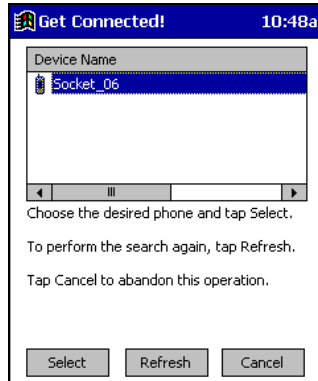 Get Connected! 10:48a
Device Name
Socket_06
Choose the desired phone and tap Select.
To perform the search again, tap Refresh.
Tap Cancel to abandon this operation.
Select Refresh Cancel